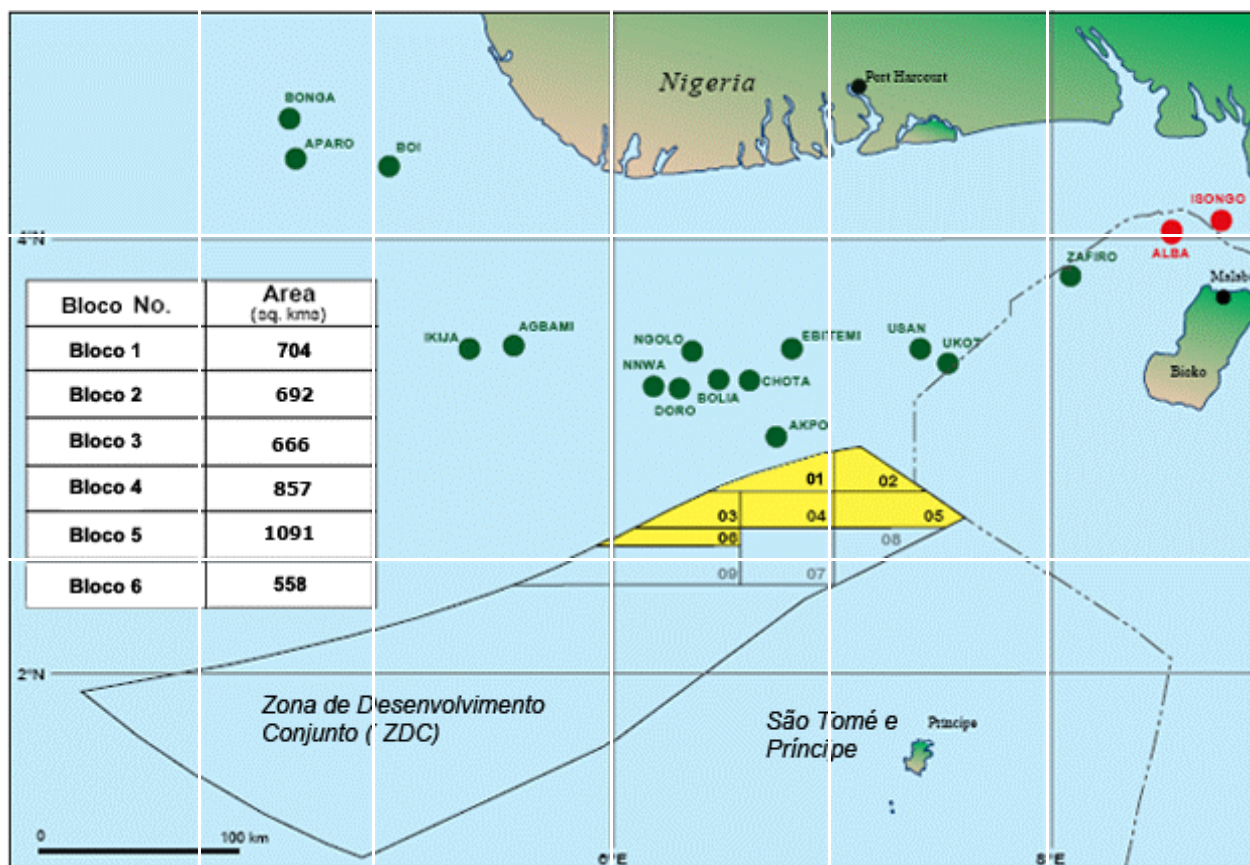 Nigeria
Port Harcourt
BONGA
APARO
BOI
ISONGO
4°N
ALBA
ZAFIRO
Bloco No.
Area
(sq. kms)
Bloco 1
704
Bloco 2
692
Bloco 3
666
Bloco 4
857
Bloco 5
1091
Bloco 6
558
IKIJA
AGBAMI
NGOLO
EBITEMI
USAN
UKOT
NNWA
DORO
BOLIA
CHOTA
AKPO
Bioko
01
02
03
04
05
06
08
09
07
2°N
Zona de Desenvolvimento
Conjunto ( ZDC)
São Tomé e
Príncipe
Príncipe
0
100 km
6°E
8°E